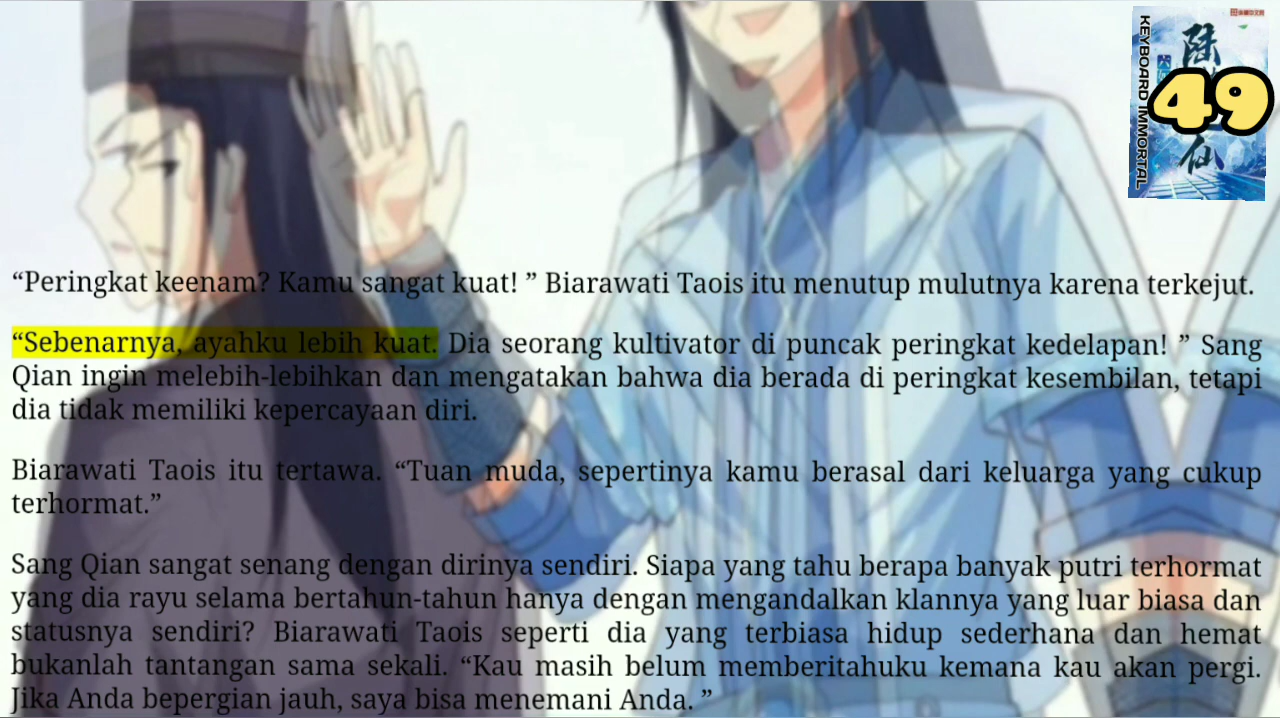 KEYBOARD IMMORTAL
49
“Peringkat keenam? Kamu sangat kuat! ” Biarawati Taois itu menutup mulutnya karena terkejut.
“Sebenarnya, ayahku lebih kuat. Dia seorang kultivator di puncak peringkat kedelapan! ” Sang
Qian ingin melebih-lebihkan dan mengatakan bahwa dia berada di peringkat kesembilan, tetapi
dia tidak memiliki kepercayaan diri.
Biarawati Taois itu tertawa. “Tuan muda, sepertinya kamu berasal dari keluarga yang cukup
terhormat.”
Sang Qian sangat senang dengan dirinya sendiri. Siapa yang tahu berapa banyak putri terhormat
yang dia rayu selama bertahun-tahun hanya dengan mengandalkan klannya yang luar biasa dan
statusnya sendiri? Biarawati Taois seperti dia yang terbiasa hidup sederhana dan hemat
bukanlah tantangan sama sekali. “Kau masih belum memberitahuku kemana kau akan pergi.
Jika Anda bepergian jauh, saya bisa menemani Anda. ”